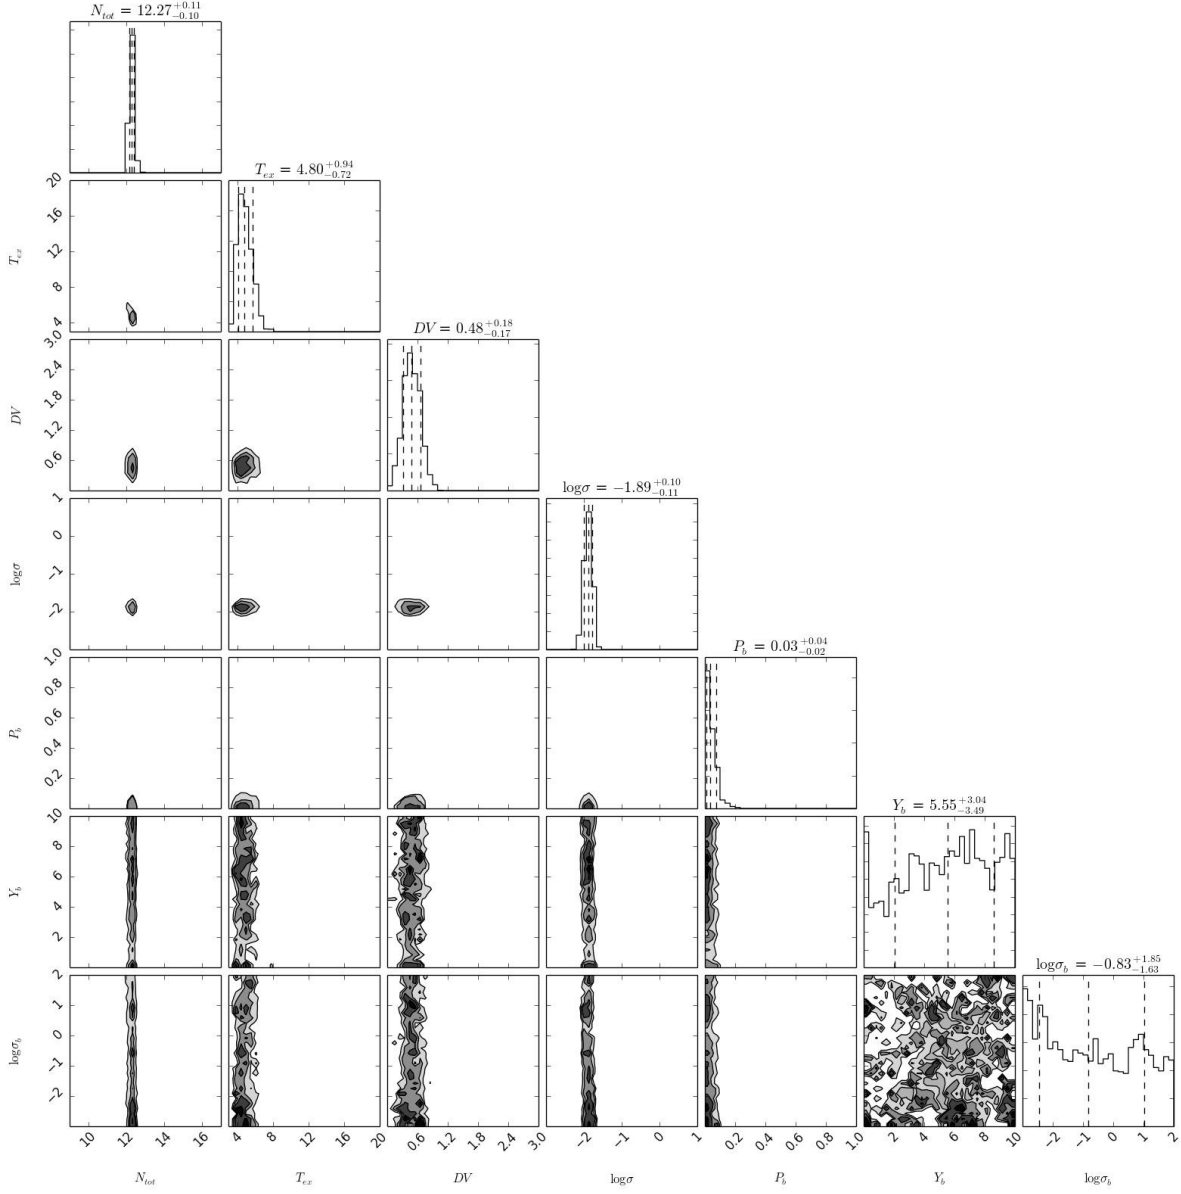 N_tot = 12.27 +0.11 −0.10
20
16
12
8
4
T_ex
T_ex = 4.80 +0.94 −0.72
3.0
2.4
1.8
1.2
0.6
DV
DV = 0.48 +0.18 −0.17
1
0
−1
−2
logσ
logσ = −1.89 +0.10 −0.11
1.0
0.8
0.6
0.4
0.2
P_b
P_b = 0.03 +0.04 −0.02
10
8
6
4
2
Y_b
Y_b = 5.55 +3.04 −3.49
2
1
0
−1
−2
logσ_b
logσ_b = −0.83 +1.85 −1.63
10 12 14 16 4 8 12 16 20 0.6 1.2 1.8 2.4 3.0 −2 −1 0 1 0.2 0.4 0.6 0.8 1.0 2 4 6 8 10 −2 −1 0 1 2
N_tot T_ex DV logσ P_b Y_b logσ_b